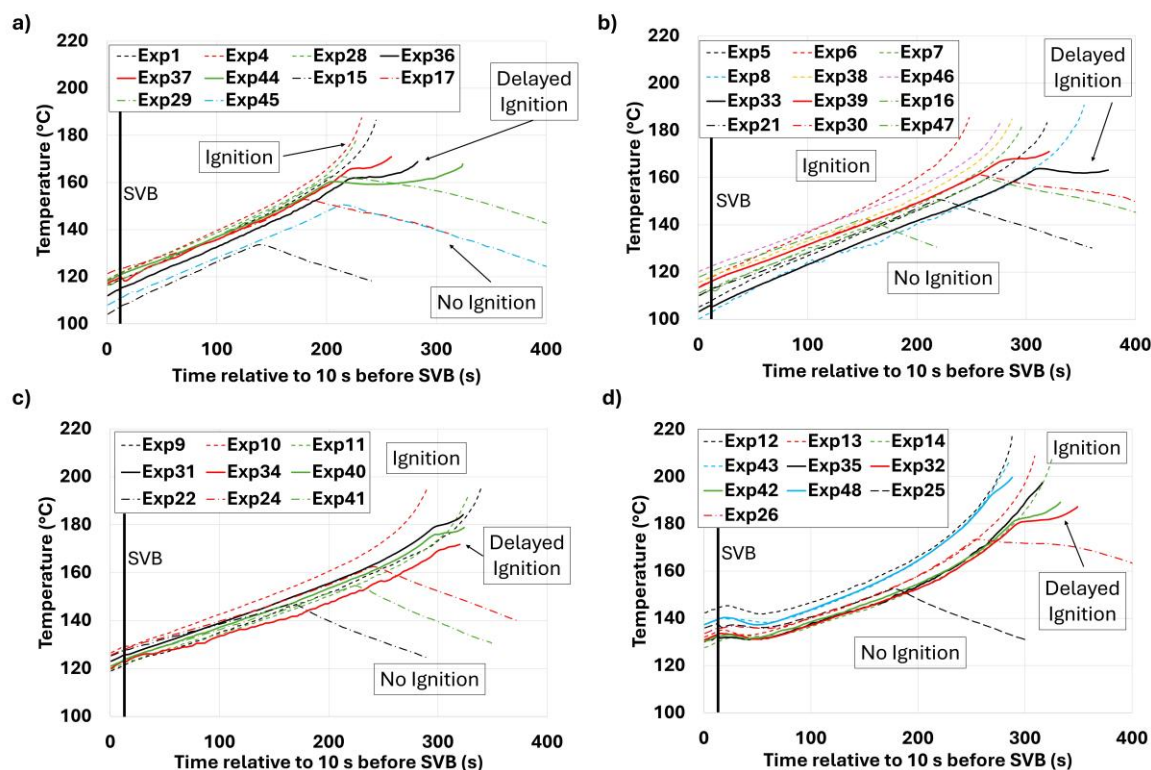 a)
220
200
180
160
140
120
100
Temperature (°C)
Exp1 Exp4 Exp28 Exp36
Exp37 Exp44 Exp15 Exp17
Exp29 Exp45
Delayed
Ignition
Ignition
SVB
No Ignition
0 100 200 300 400
Time relative to 10 s before SVB (s)
b)
220
200
180
160
140
120
100
Temperature (°C)
Exp5 Exp6 Exp7
Exp8 Exp38 Exp46
Exp33 Exp39 Exp16
Exp21 Exp30 Exp47
Delayed
Ignition
Ignition
SVB
No Ignition
0 100 200 300 400
Time relative to 10 s before SVB (s)
c)
220
200
180
160
140
120
100
Temperature (°C)
Exp9 Exp10 Exp11
Exp31 Exp34 Exp40
Exp22 Exp24 Exp41
Ignition
SVB
Delayed
Ignition
No Ignition
0 100 200 300 400
Time relative to 10 s before SVB (s)
d)
220
200
180
160
140
120
100
Temperature (°C)
Exp12 Exp13 Exp14
Exp43 Exp35 Exp32
Exp42 Exp48 Exp25
Exp26
Ignition
SVB
Delayed
Ignition
No Ignition
0 100 200 300 400
Time relative to 10 s before SVB (s)